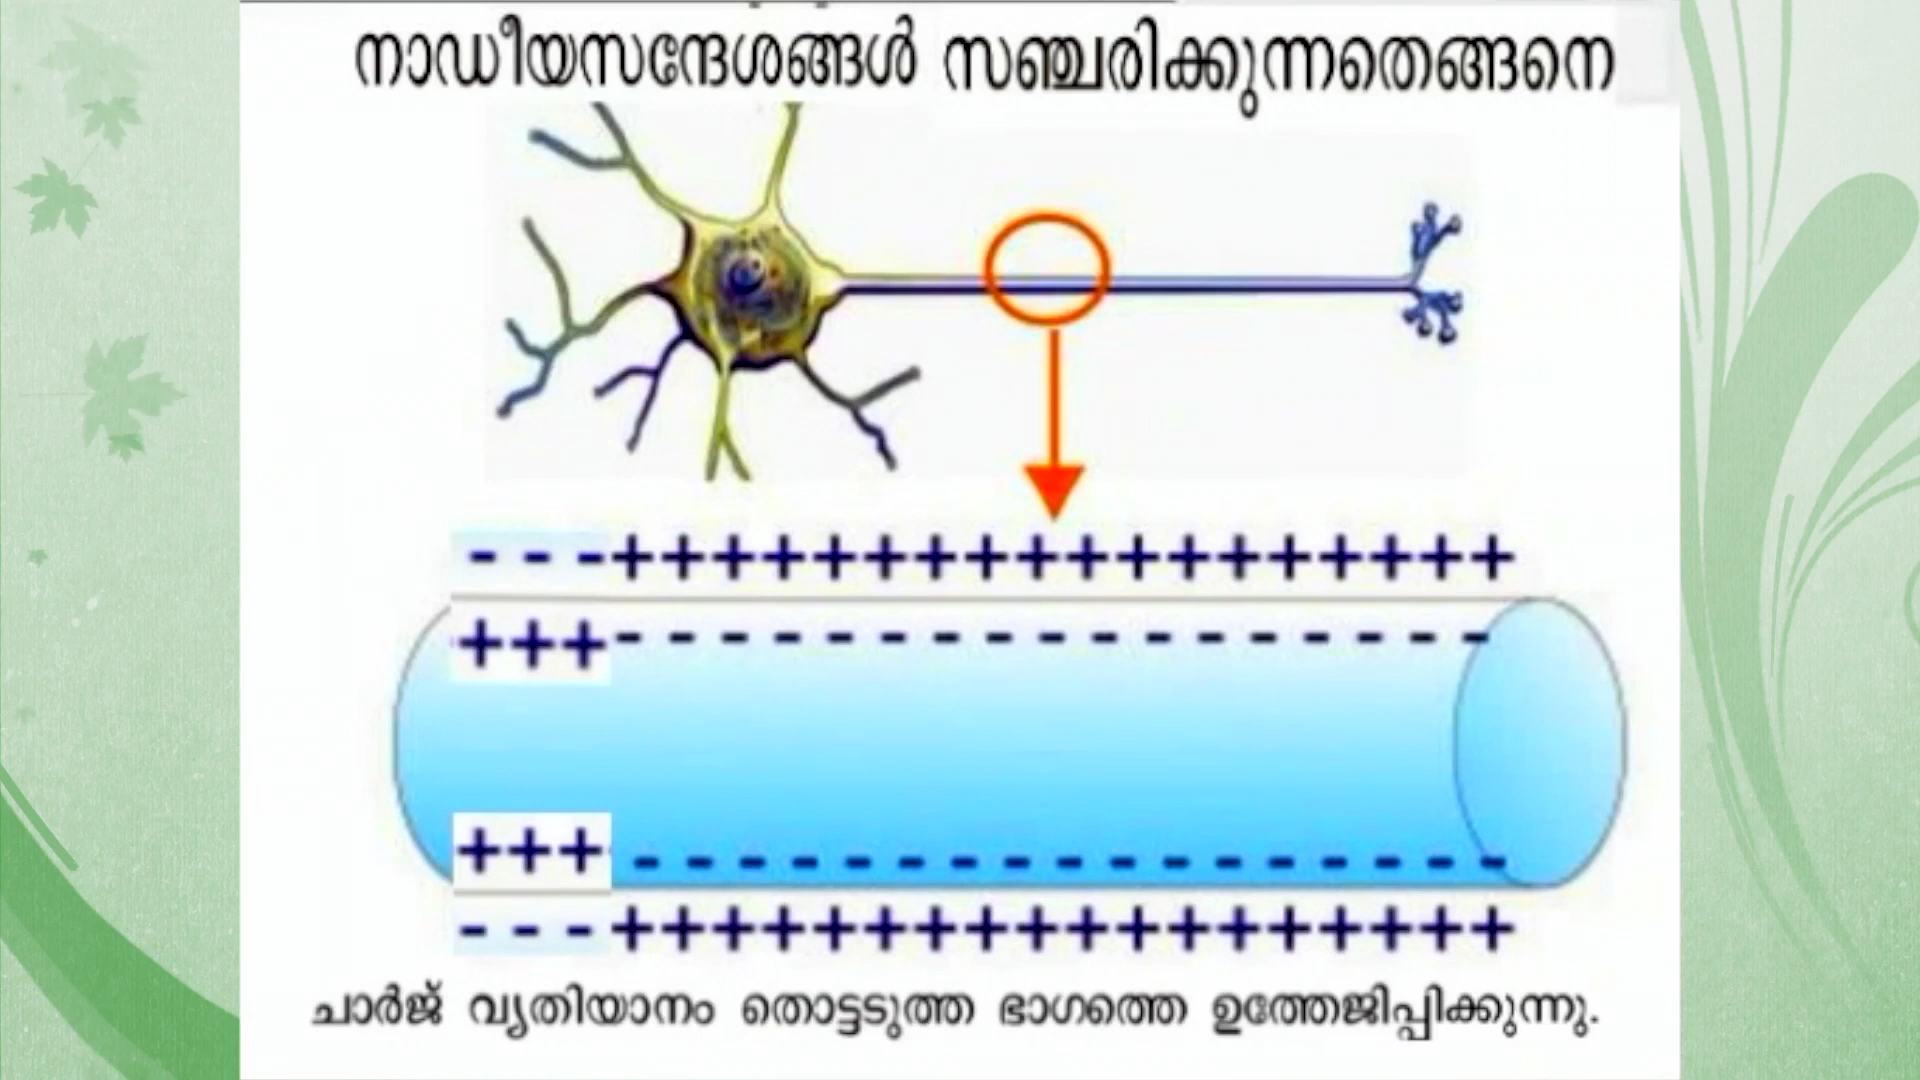 നാഡീയസന്ദേശങ്ങൾ സഞ്ചരിക്കുന്നതെങ്ങനെ
- - -++++++++++++++++++
+++- - - - - - - - - - - - - - - - -
+++ - - - - - - - - - - - - - - - - -
- - -++++++++++++++++++
ചാർജ് വ്യതിയാനം തൊട്ടടുത്ത ഭാഗത്തെ ഉത്തേജിപ്പിക്കുന്നു.